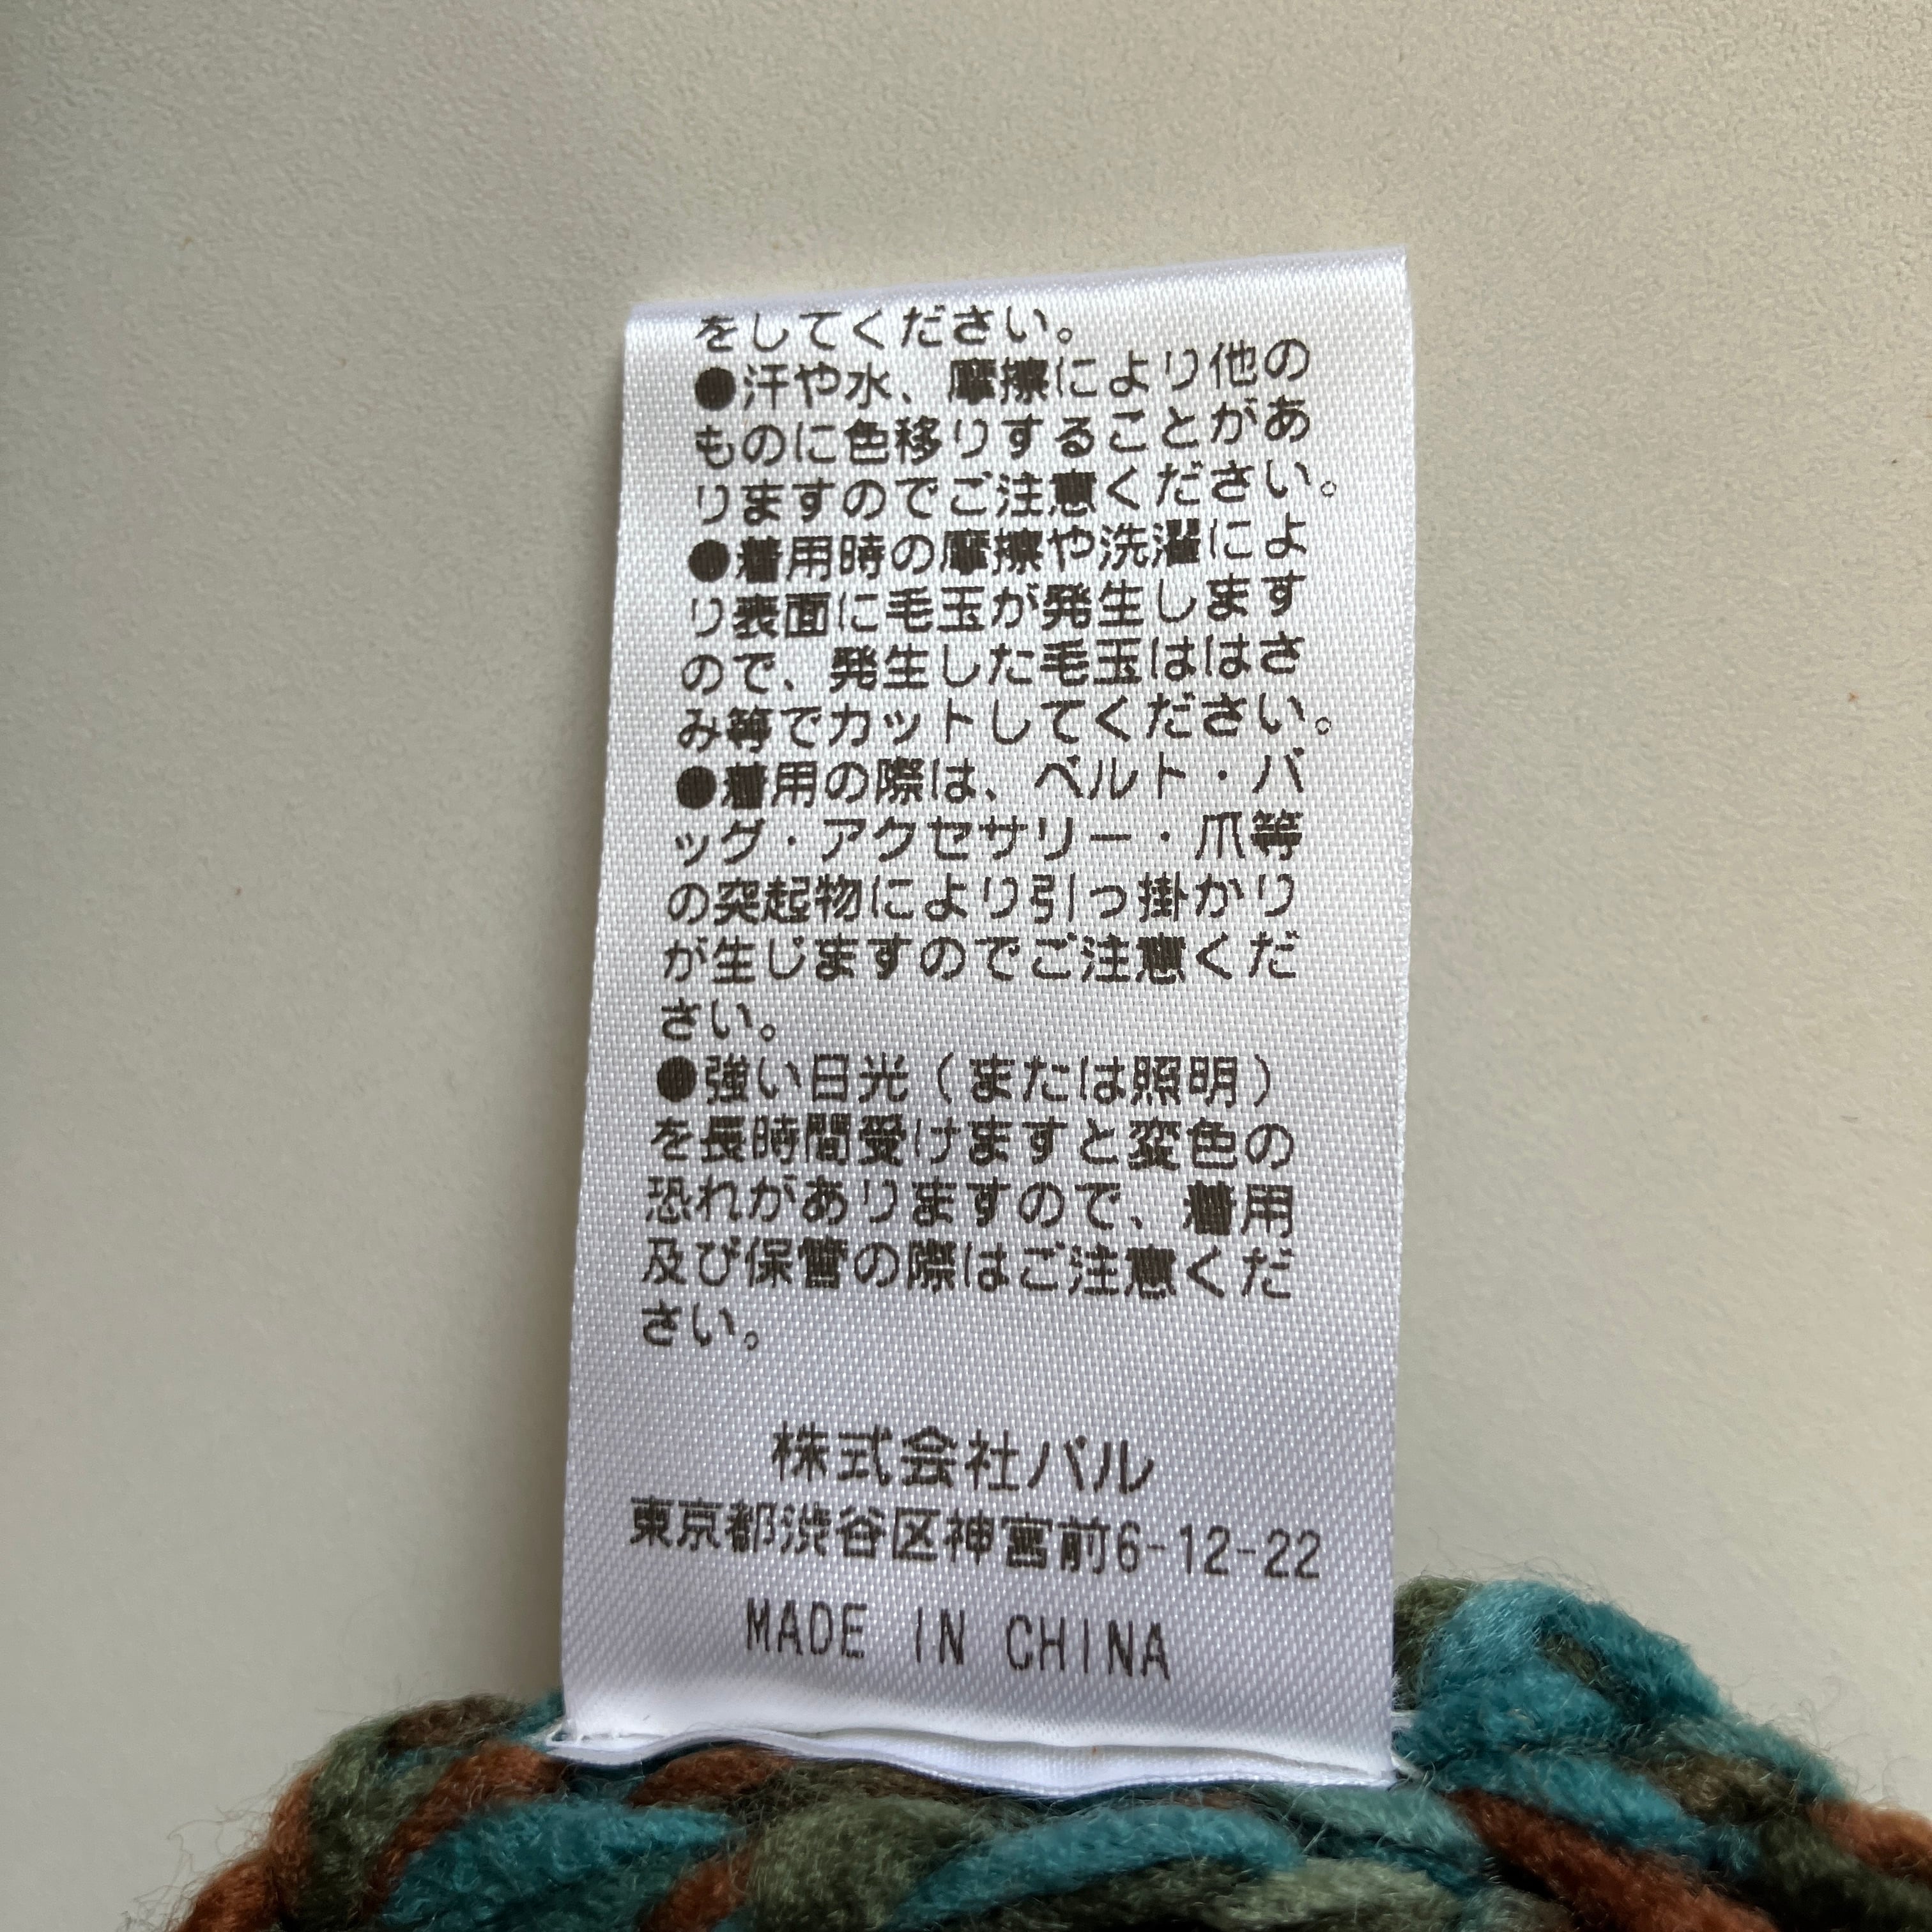 をしてください。
●汗や水、摩擦により他の
ものに色移りすることがあ
りますのでご注意ください。
●着用時の摩擦や洗濯によ
り表面に毛玉が発生します
ので、発生した毛玉ははさ
み等でカットしてください。
●着用の際は、ベルト・バ
ッグ・アクセサリー・爪等
の突起物により引っ掛かり
が生じますのでご注意くだ
さい。
●強い日光（または照明）
を長時間受けますと変色の
恐れがありますので、着用
及び保管の際はご注意くだ
さい。
株式会社パル
東京都渋谷区神宮前6-12-22
MADE IN CHINA